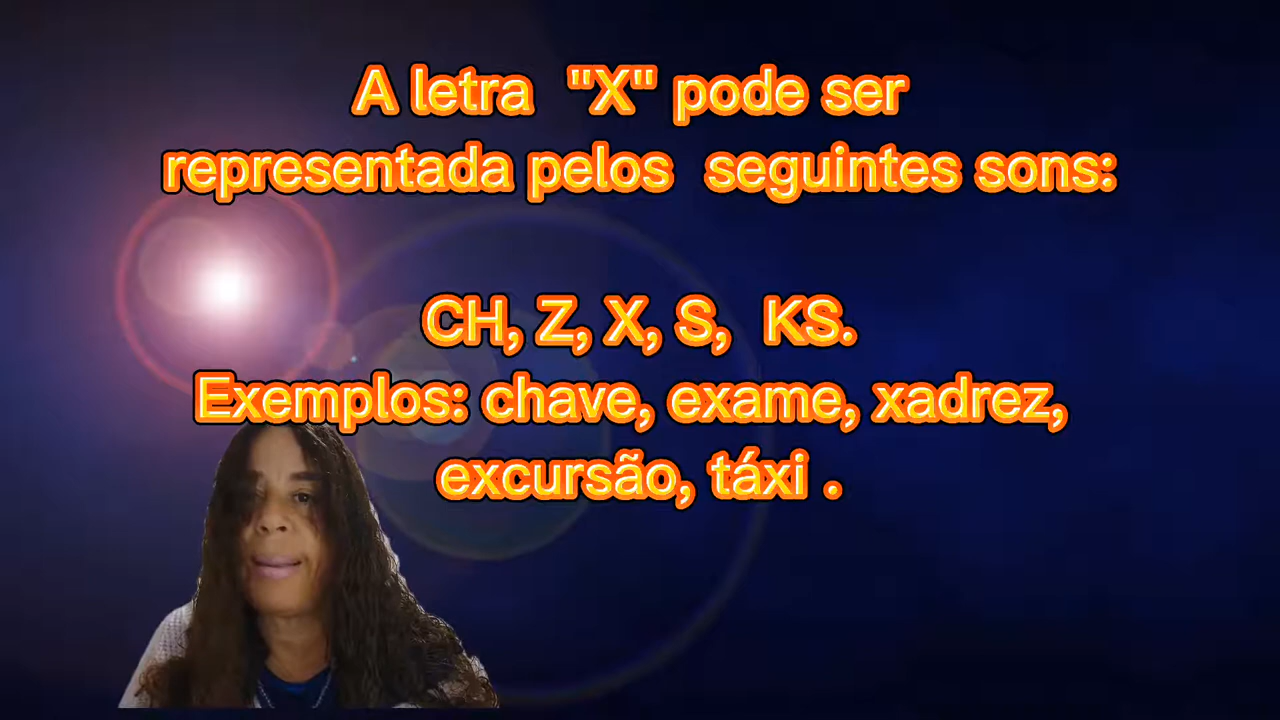 A letra "X" pode ser
representada pelos seguintes sons:
CH, Z, X, S, KS.
Exemplos: chave, exame, xadrez,
excursão, táxi .